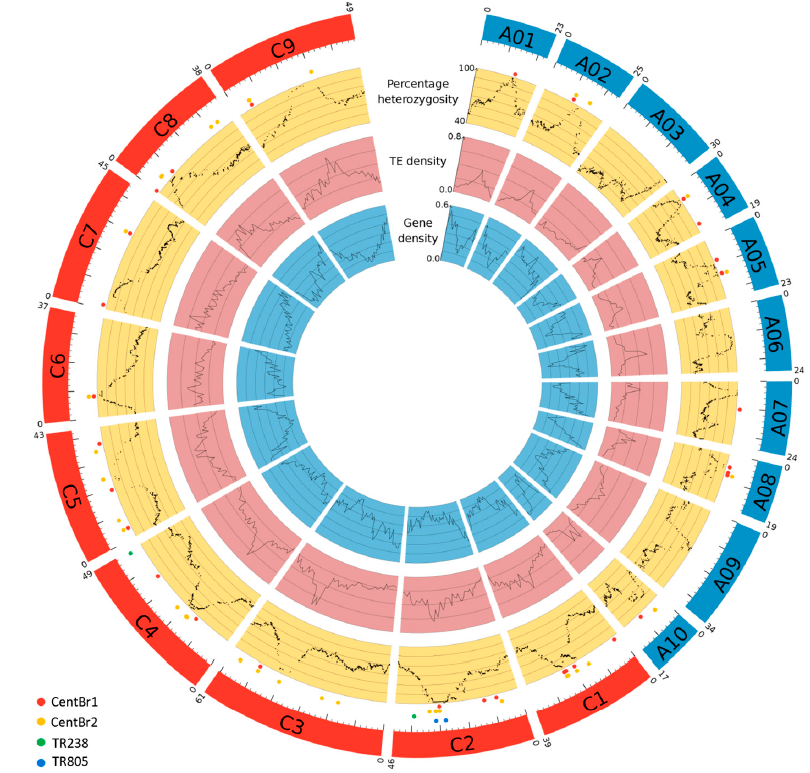 C9
C8
C7
C6
C5
C4
C3
C2
C1
A01
A02
A03
A04
A05
A06
A07
A08
A09
A10
0
23
0
25
0
30
0
19
0
23
0
24
0
24
0
19
0
34
0
17
39
0
46
0
61
0
49
0
43
0
37
0
45
0
38
0
49
Percentage
heterozygosity
100
40
TE density
0.8
0.0
Gene
density
0.6
0.0
CentBr1
CentBr2
TR238
TR805